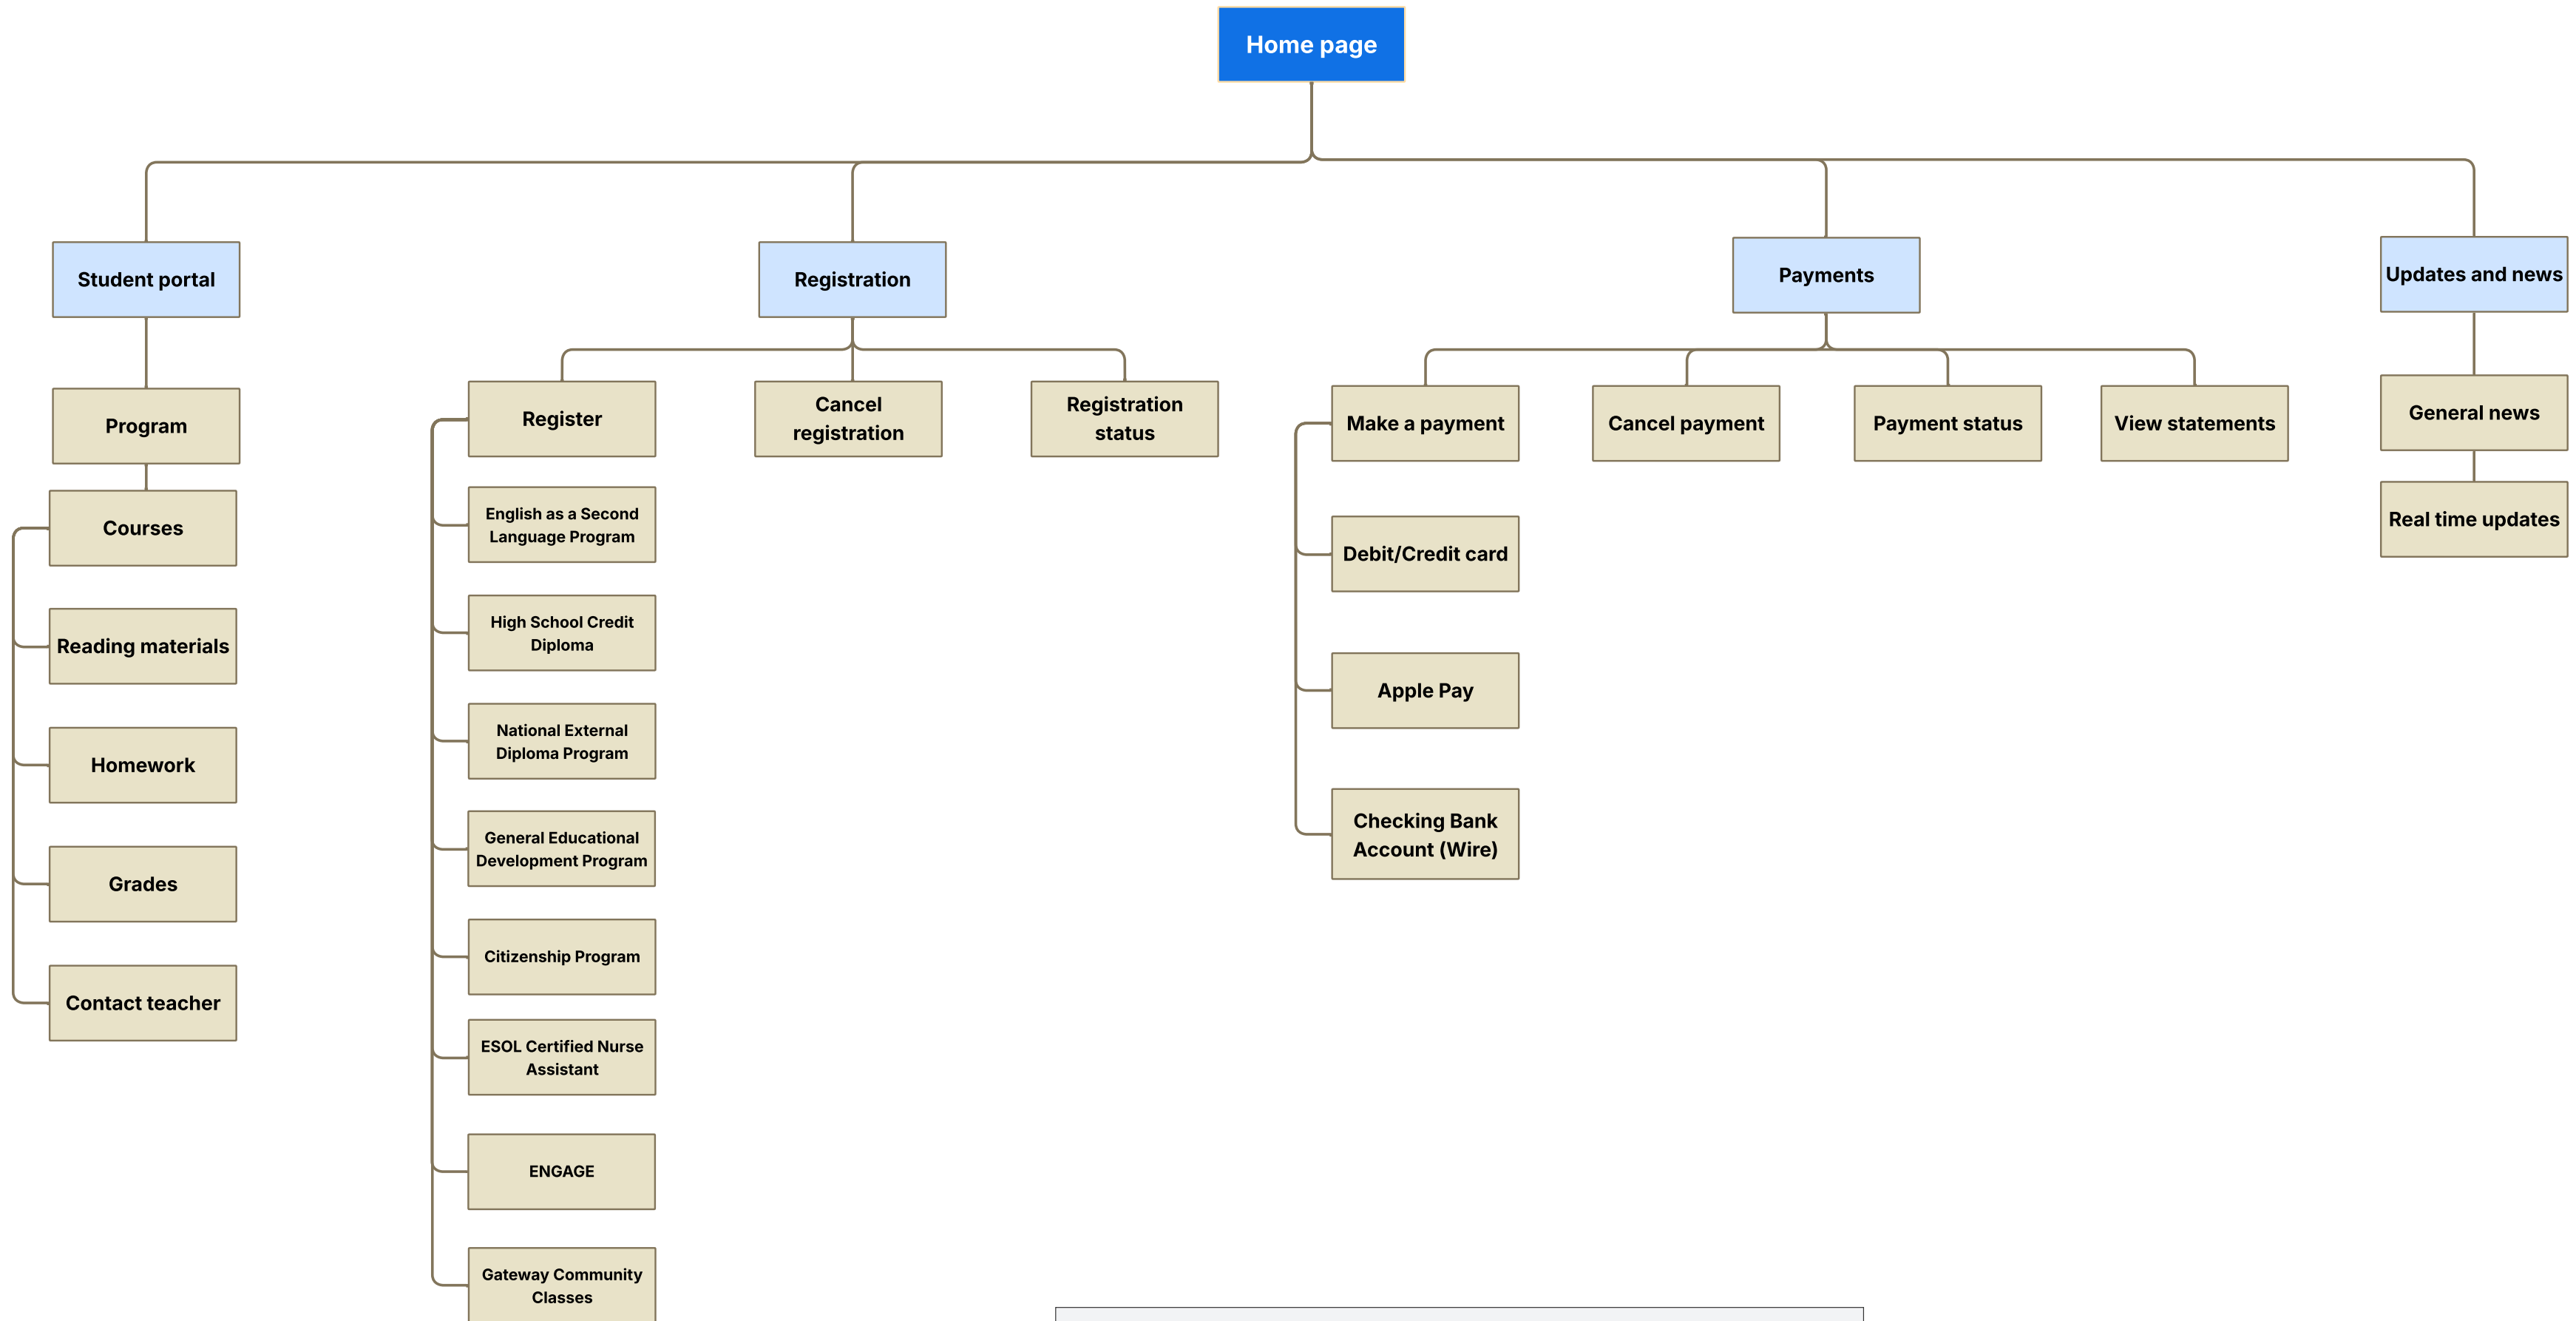 Home page
Student portal
Registration
Payments
Updates and news
Program
Courses
Reading materials
Homework
Grades
Contact teacher
Register
English as a Second
Language Program
High School Credit
Diploma
National External
Diploma Program
General Educational
Development Program
Citizenship Program
ESOL Certified Nurse
Assistant
ENGAGE
Gateway Community
Classes
Cancel
registration
Registration
status
Make a payment
Debit/Credit card
Apple Pay
Checking Bank
Account (Wire)
Cancel payment
Payment status
View statements
General news
Real time updates